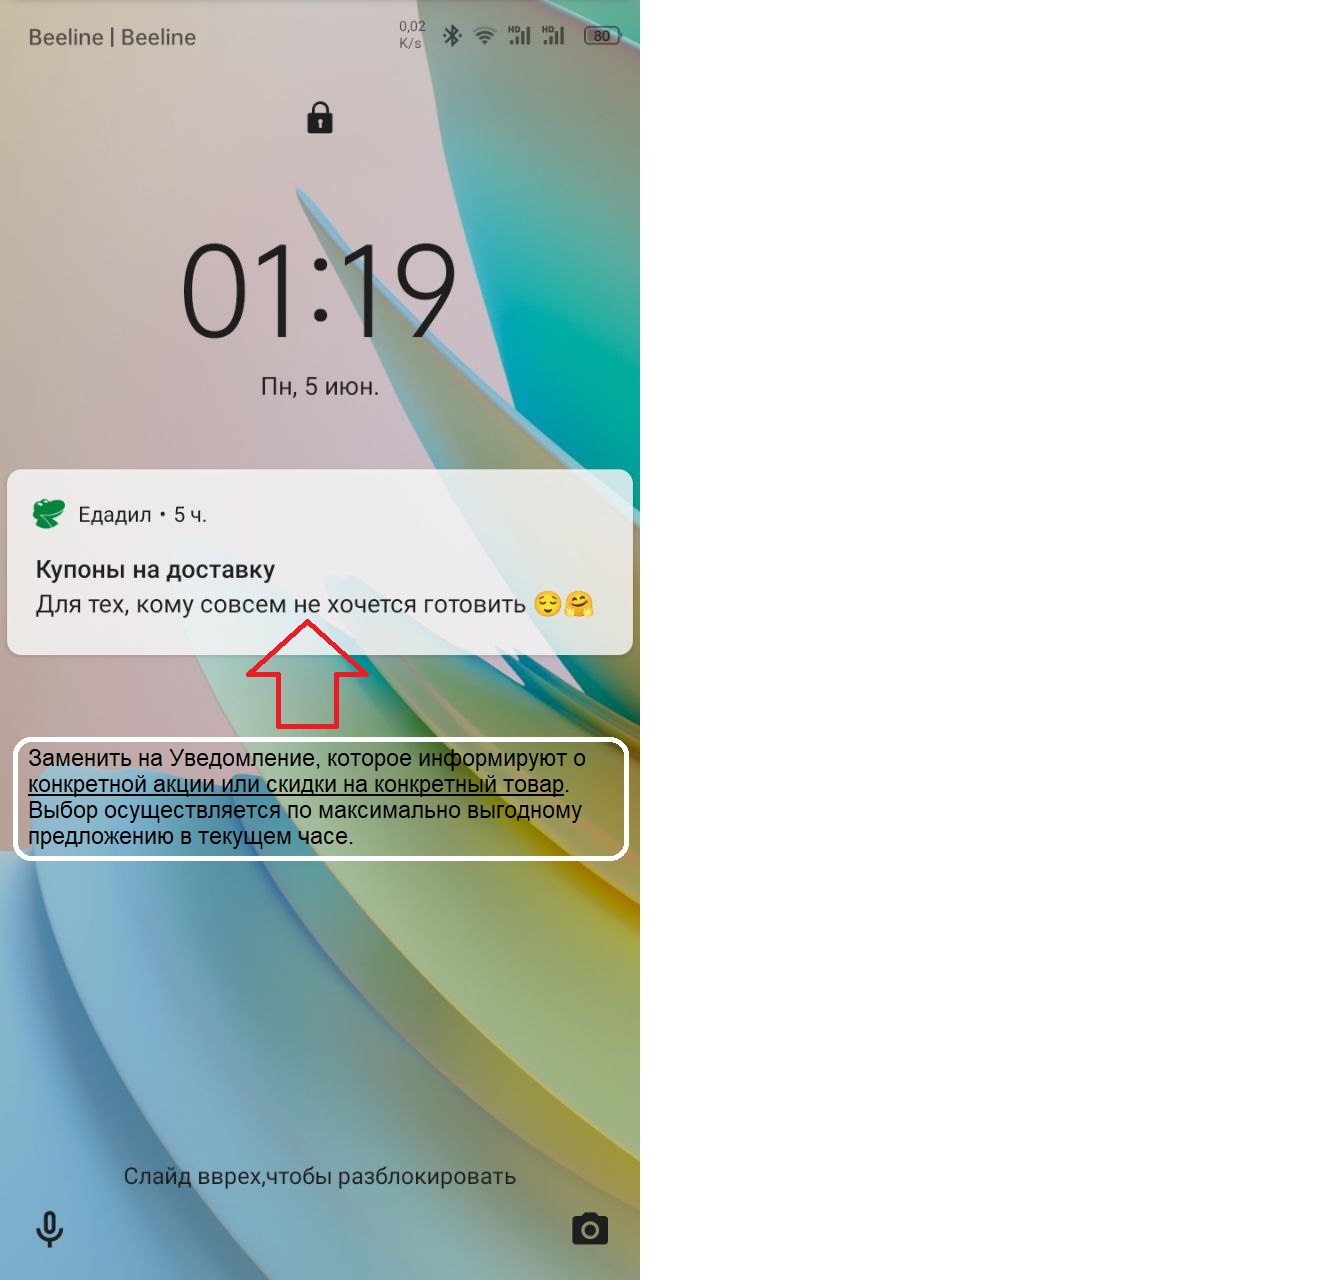 Beeline | Beeline
0,02
K/s
HD
HD
80
01:19
Пн, 5 июн.
Едадил • 5 ч.
Купоны на доставку
Для тех, кому совсем не хочется готовить 😌🤗
Заменить на Уведомление, которое информируют о
конкретной акции или скидки на конкретный товар.
Выбор осуществляется по максимально выгодному
предложению в текущем часе.
Слайд вврех,чтобы разблокировать